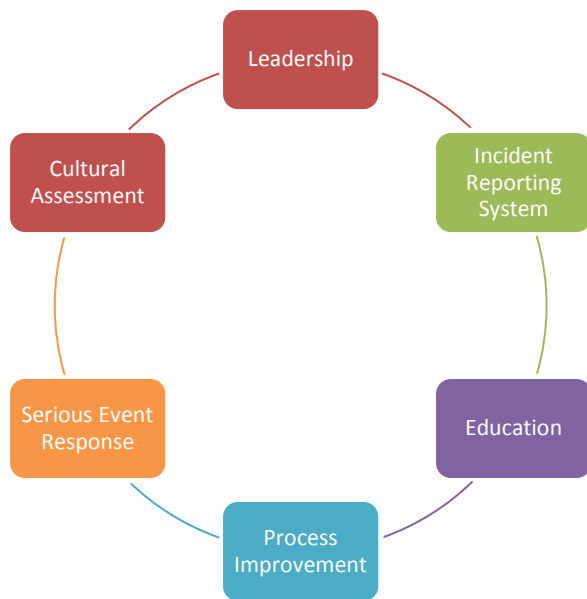 Leadership
Incident
Reporting
System
Education
Process
Improvement
Serious Event
Response
Cultural
Assessment